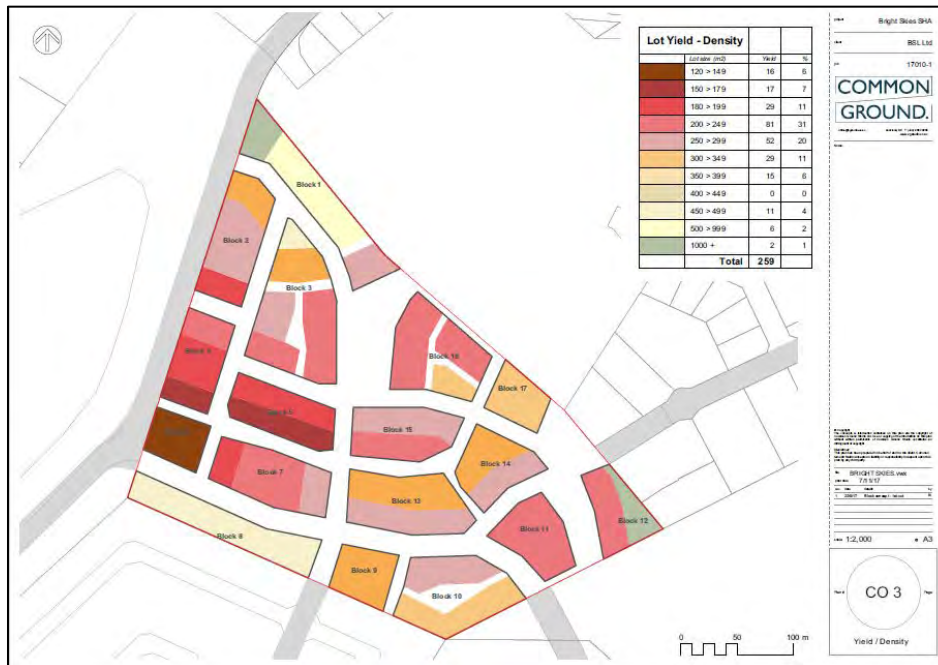 Lot Yield - Density
Lot size (m2) Yield %
120 > 149 16 6
150 > 179 17 7
180 > 199 29 11
200 > 249 81 31
250 > 299 52 20
300 > 349 29 11
350 > 399 15 6
400 > 449 0 0
450 > 499 11 4
500 > 999 6 2
1000 + 2 1
Total 259
Block 1
Block 2
Block 3
Block 16
Block 17
Block 15
Block 14
Block 7
Block 13
Block 11
Block 12
Block 8
Block 9
Block 10
0 50 100 m
Bright Skies SHA
BSL Ltd
17010-1
COMMON
GROUND.
BRIGHT SKIES.vwx
7/11/17
1:2,000 A3
CO 3
Yield / Density